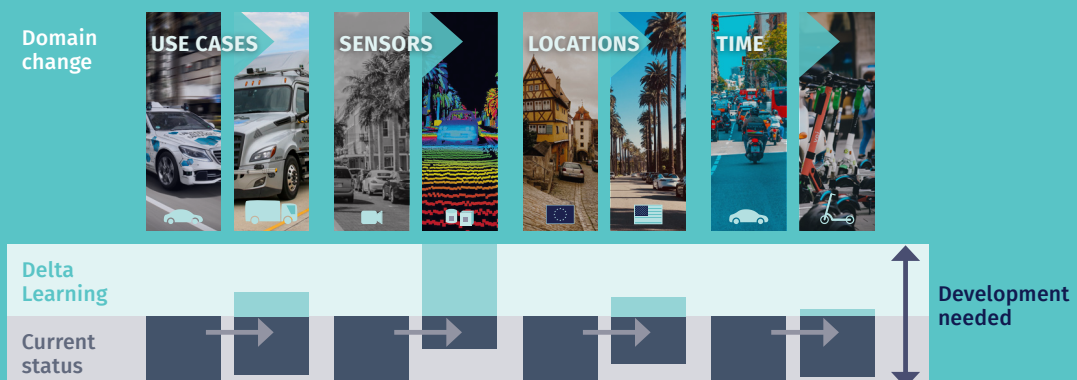 Domain
change
USE CASES
SENSORS
LOCATIONS
TIME
Delta
Learning
Current
status
Development
needed